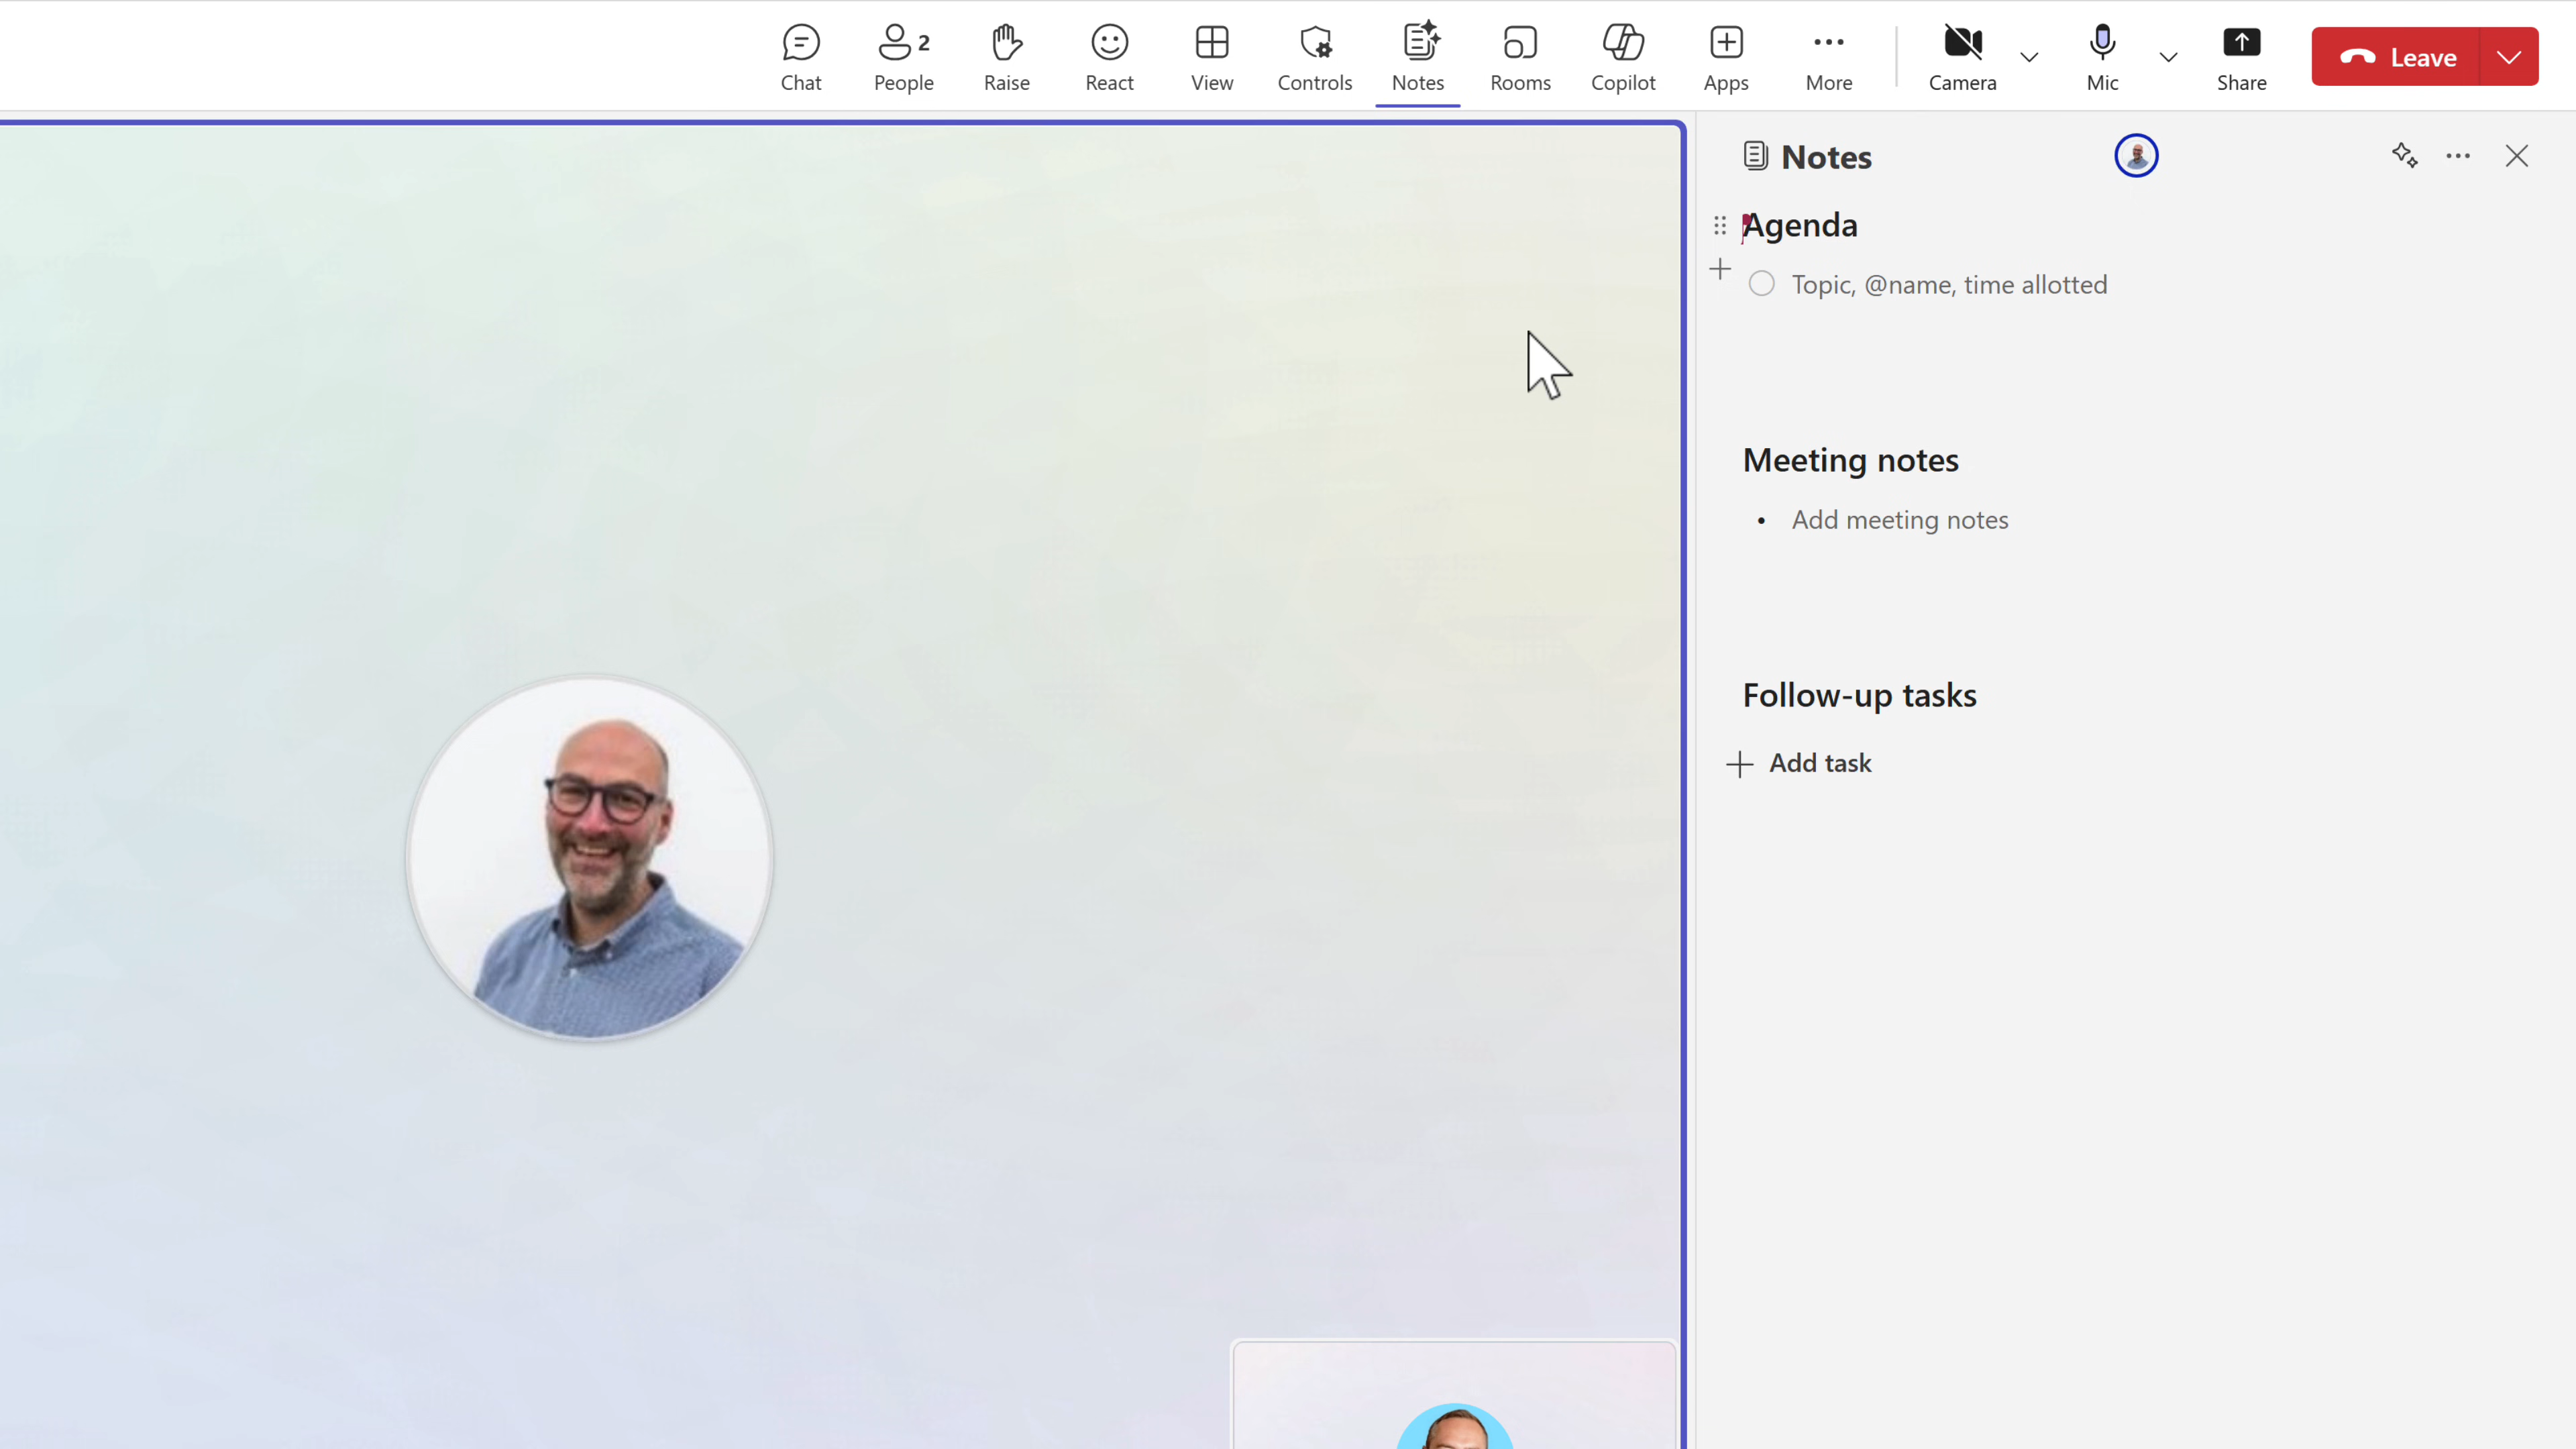 Chat
People 2
Raise
React
View
Controls
Notes
Rooms
Copilot
Apps
More
Camera
Mic
Share
Leave
Notes
Agenda
Topic, @name, time allotted
Meeting notes
• Add meeting notes
Follow-up tasks
Add task